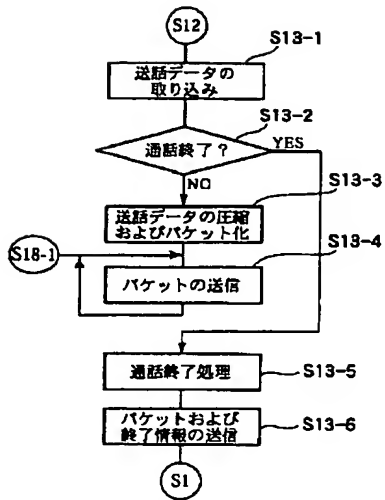 S12
S13-1
送話データの
取り込み
S13-2
通話終了?
YES
NO
S13-3
送話データの圧縮
およびパケット化
S13-4
S18-1
パケットの送信
通話終了処理
S13-5
パケットおよび
終了情報の送信
S13-6
S1